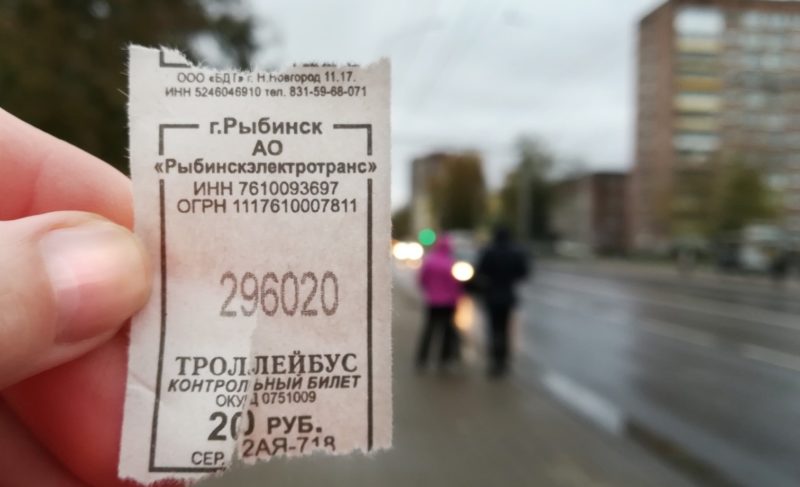 ООО «БДТ» г. Н.Новгород 11.17.
ИНН 5246046910 тел. 831-59-68-071
г.Рыбинск
АО
«Рыбинскэлектротранс»
ИНН 7610093697
ОГРН 1117610007811
296020
ТРОЛЛЕЙБУС
КОНТРОЛЬНЫЙ БИЛЕТ
ОКУД 0751009
20 РУБ.
СЕР. 2АЯ-718